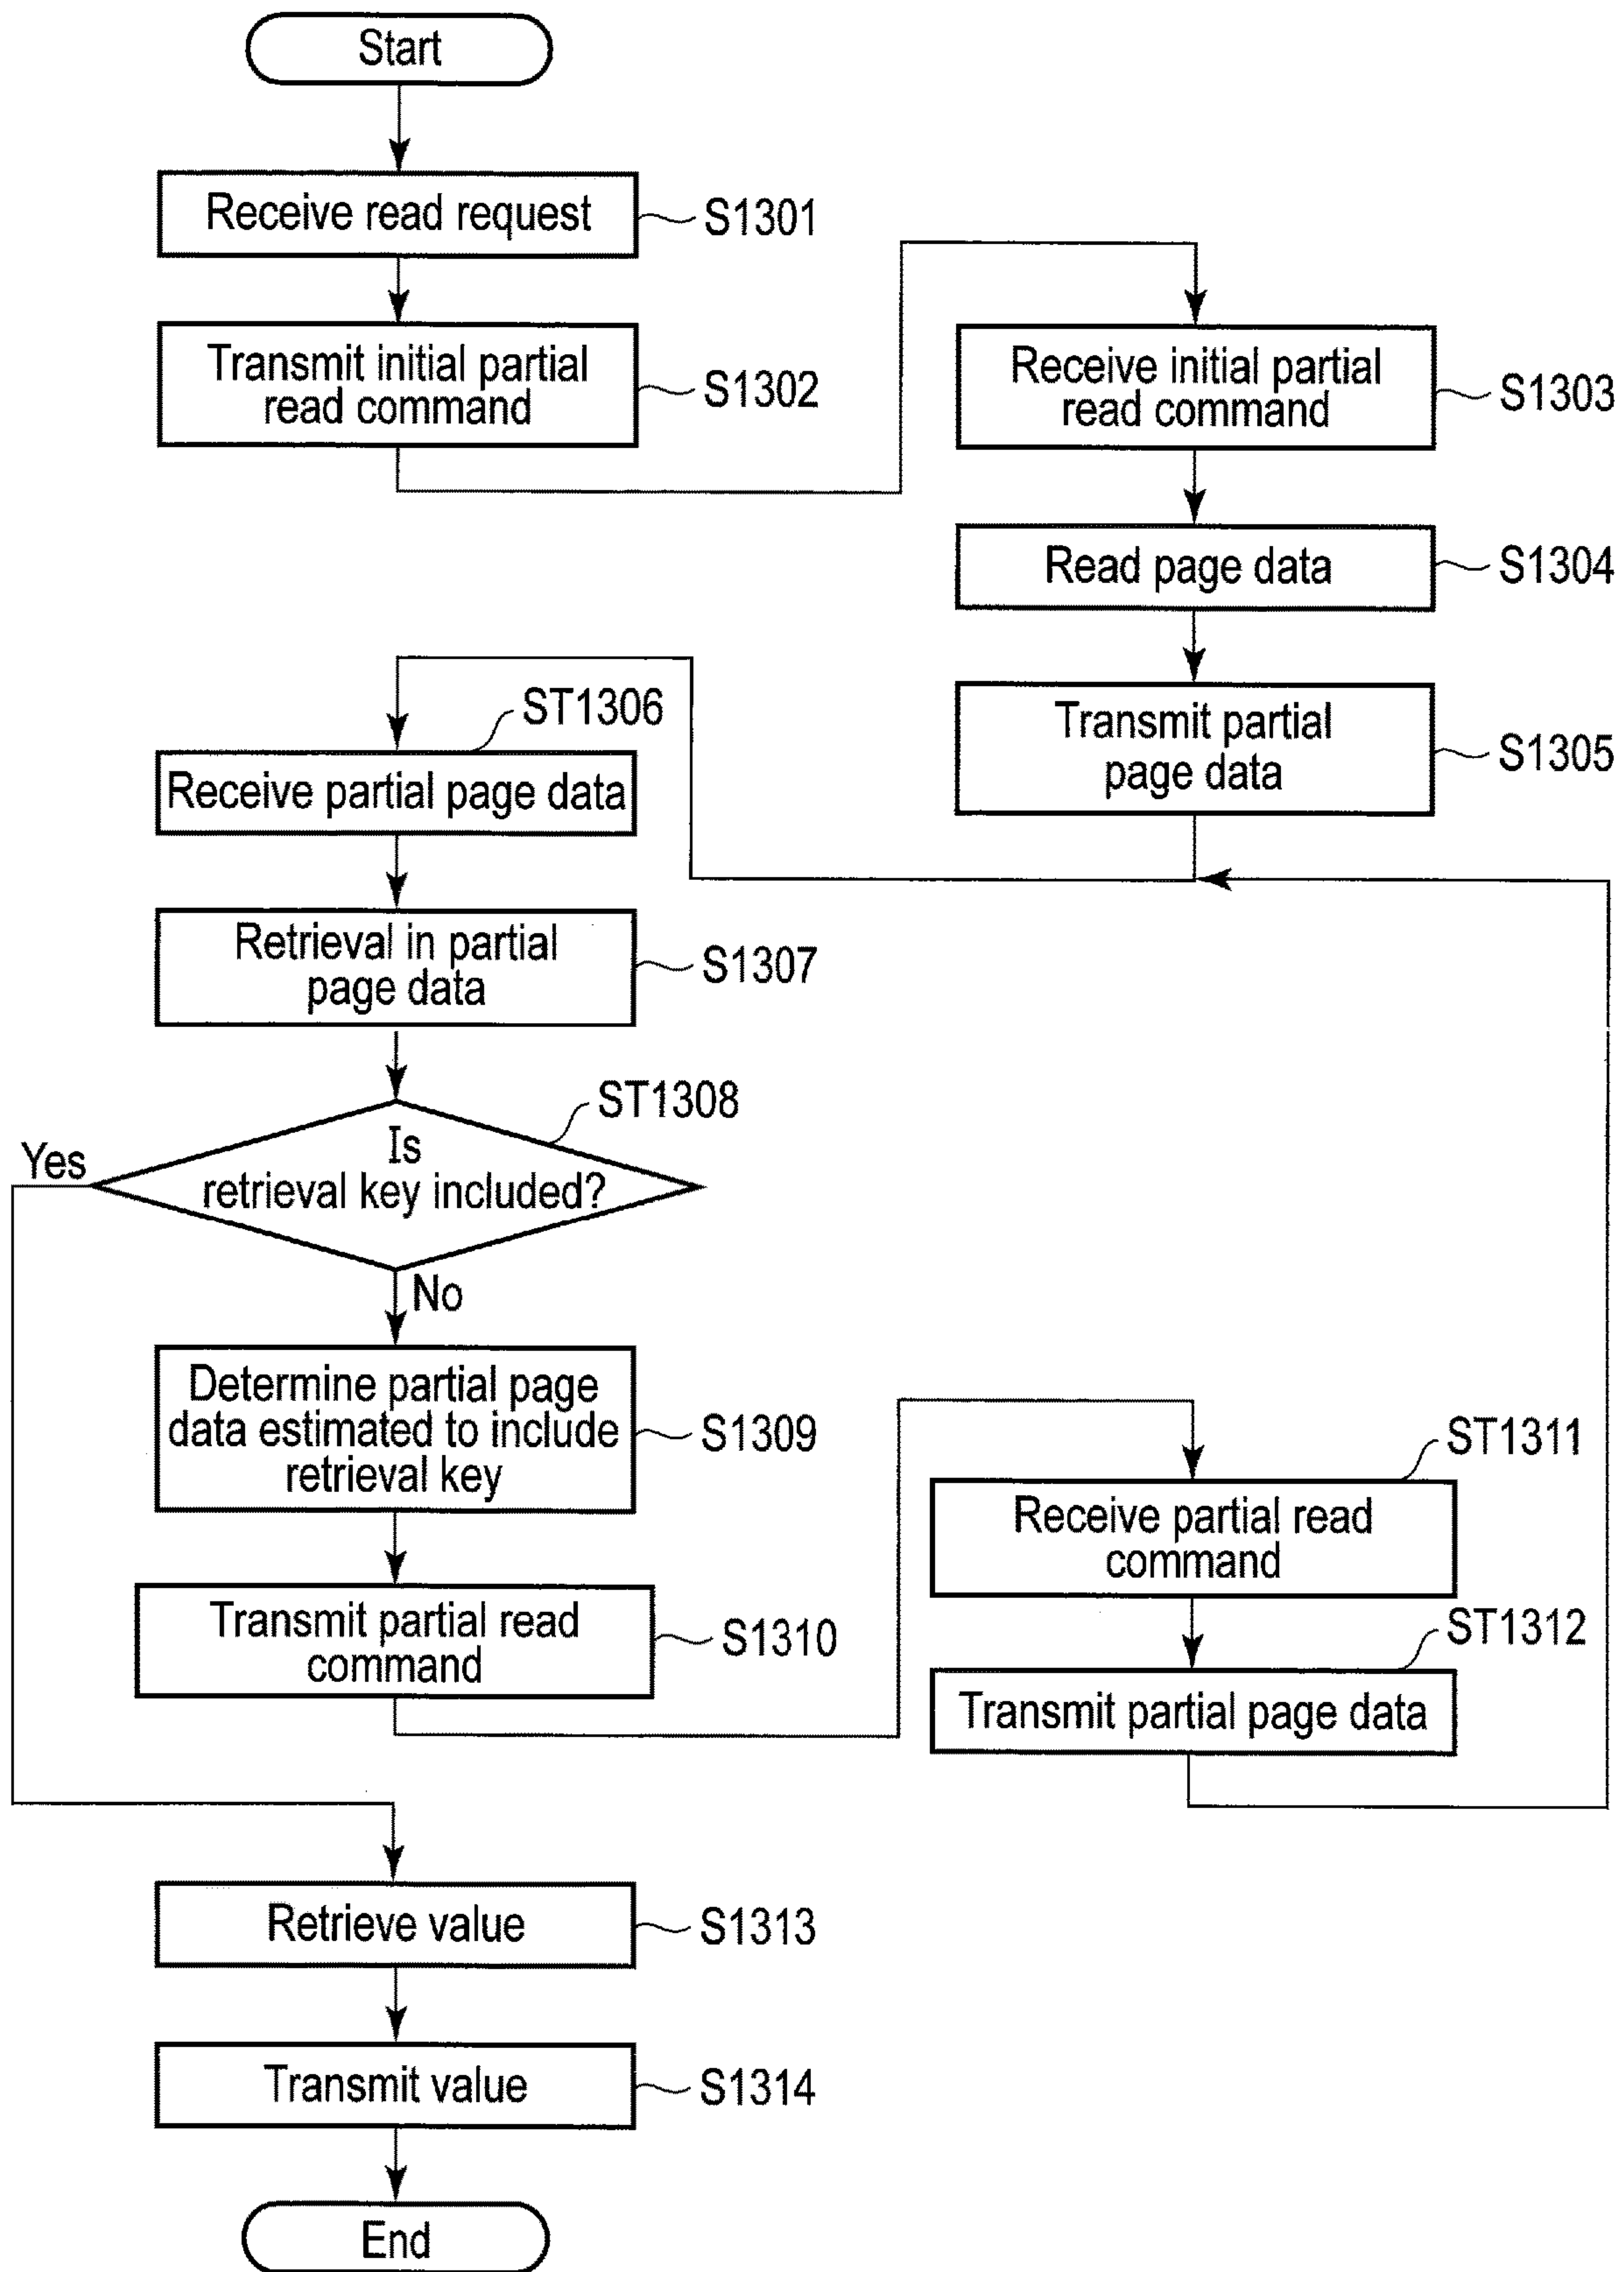 Start
Receive read request
S1301
Transmit initial partial
read command
S1302
Receive initial partial
read command
S1303
Read page data
S1304
Transmit partial
page data
S1305
ST1306
Receive partial page data
Retrieval in partial
page data
S1307
ST1308
Is
retrieval key included?
Yes
No
Determine partial page
data estimated to include
retrieval key
S1309
Transmit partial read
command
S1310
ST1311
Receive partial read
command
ST1312
Transmit partial page data
Retrieve value
S1313
Transmit value
S1314
End